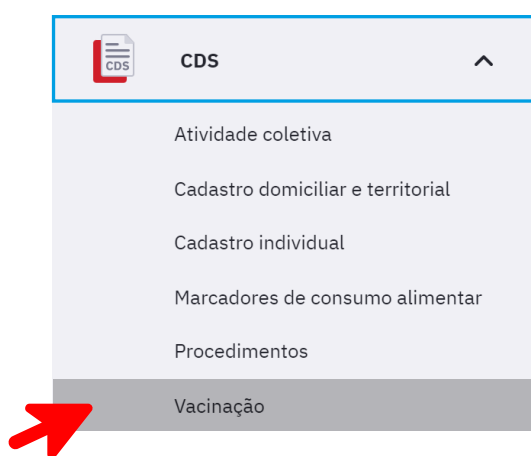 CDS
CDS
Atividade coletiva
Cadastro domiciliar e territorial
Cadastro individual
Marcadores de consumo alimentar
Procedimentos
Vacinação